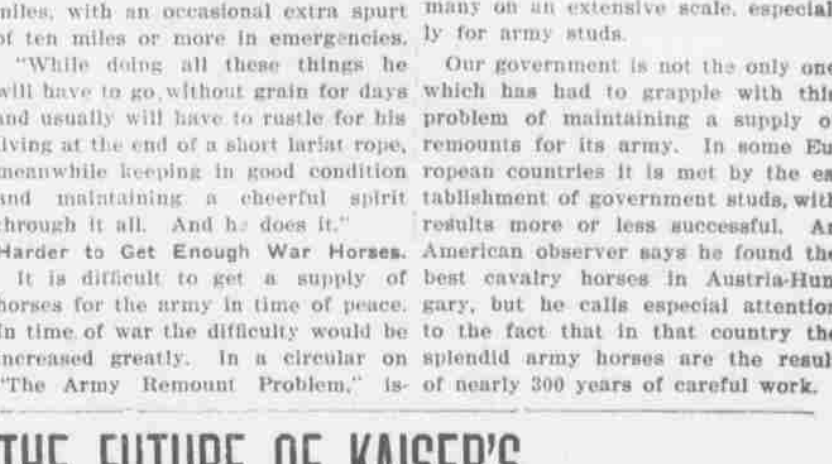 miles, with an occasional extra spurt
of ten miles or more in emergencies.
"While doing all these things he
will have to go without grain for days
and usually will have to rustle for his
living at the end of a short lariat rope,
meanwhile keeping in good condition
and maintaining a cheerful spirit
through it all. And he does it."
Harder to Get Enough War Horses.
It is difficult to get a supply of
horses for the army in time of peace.
In time of war the difficulty would be
increased greatly. In a circular on
"The Army Remount Problem," is-
many on an extensive scale, especial
ly for army studs.
Our government is not the only one
which has had to grapple with this
problem of maintaining a supply of
remounts for its army. In some Eu
ropean countries it is met by the es
tablishment of government studs, with
results more or less successful. An
American observer says he found the
best cavalry horses in Austria-Hun
gary, but he calls especial attention
to the fact that in that country the
splendid army horses are the result
of nearly 300 years of careful work.
THE FUTURE OF KAISER'S